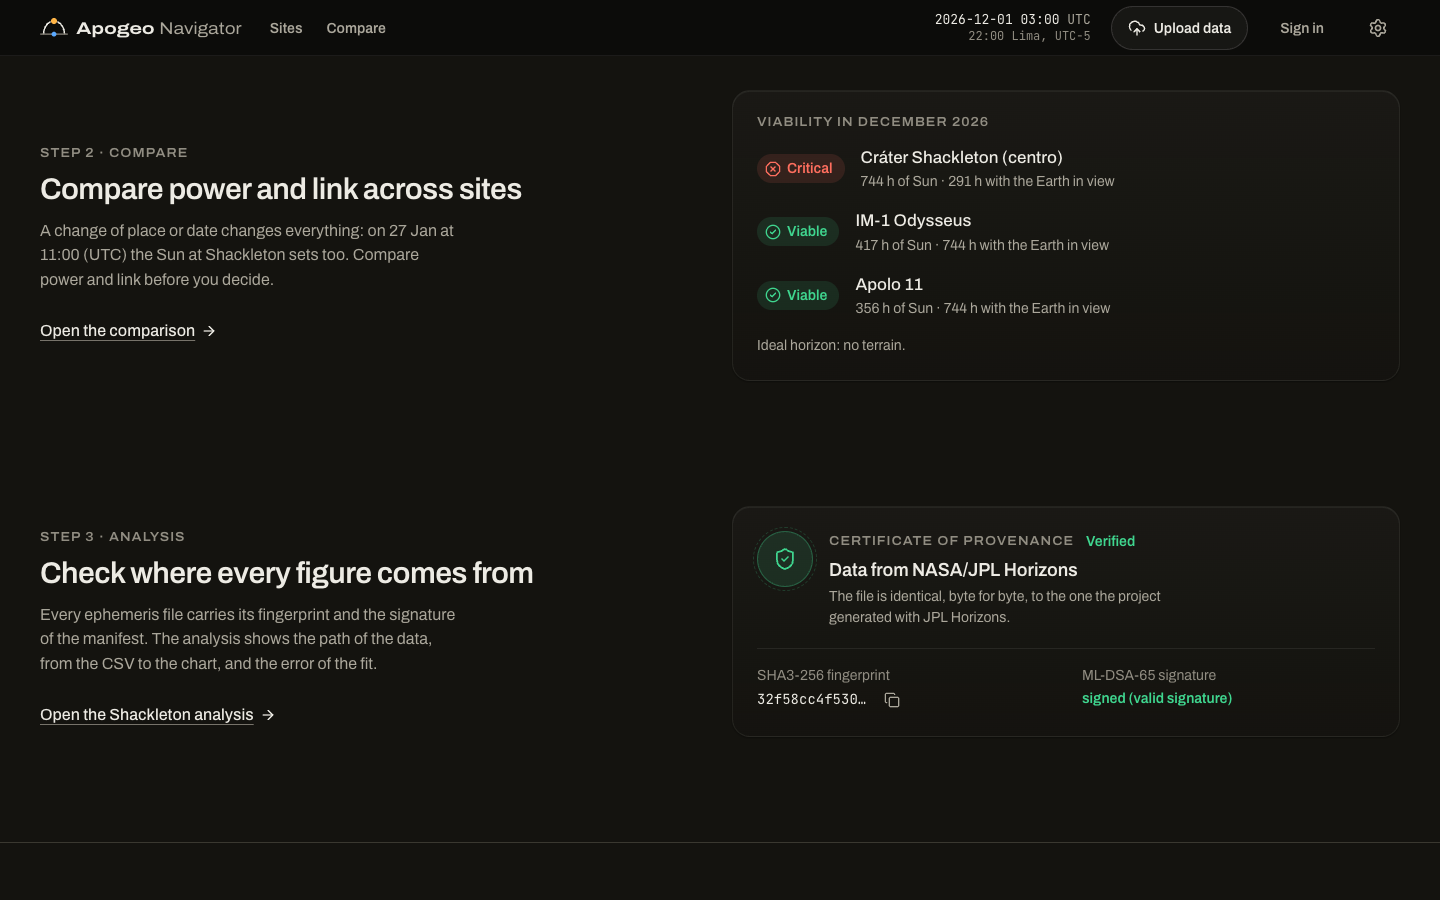 Apogeo Navigator
Sites
Compare
2026-12-01 03:00 UTC
22:00 Lima, UTC-5
Upload data
Sign in
STEP 2 · COMPARE
Compare power and link across sites
A change of place or date changes everything: on 27 Jan at
11:00 (UTC) the Sun at Shackleton sets too. Compare
power and link before you decide.
Open the comparison →
VIABILITY IN DECEMBER 2026
Critical
Cráter Shackleton (centro)
744 h of Sun · 291 h with the Earth in view
Viable
IM-1 Odysseus
417 h of Sun · 744 h with the Earth in view
Viable
Apolo 11
356 h of Sun · 744 h with the Earth in view
Ideal horizon: no terrain.
STEP 3 · ANALYSIS
Check where every figure comes from
Every ephemeris file carries its fingerprint and the signature
of the manifest. The analysis shows the path of the data,
from the CSV to the chart, and the error of the fit.
Open the Shackleton analysis →
CERTIFICATE OF PROVENANCE Verified
Data from NASA/JPL Horizons
The file is identical, byte for byte, to the one the project
generated with JPL Horizons.
SHA3-256 fingerprint
32f58cc4f530…
ML-DSA-65 signature
signed (valid signature)